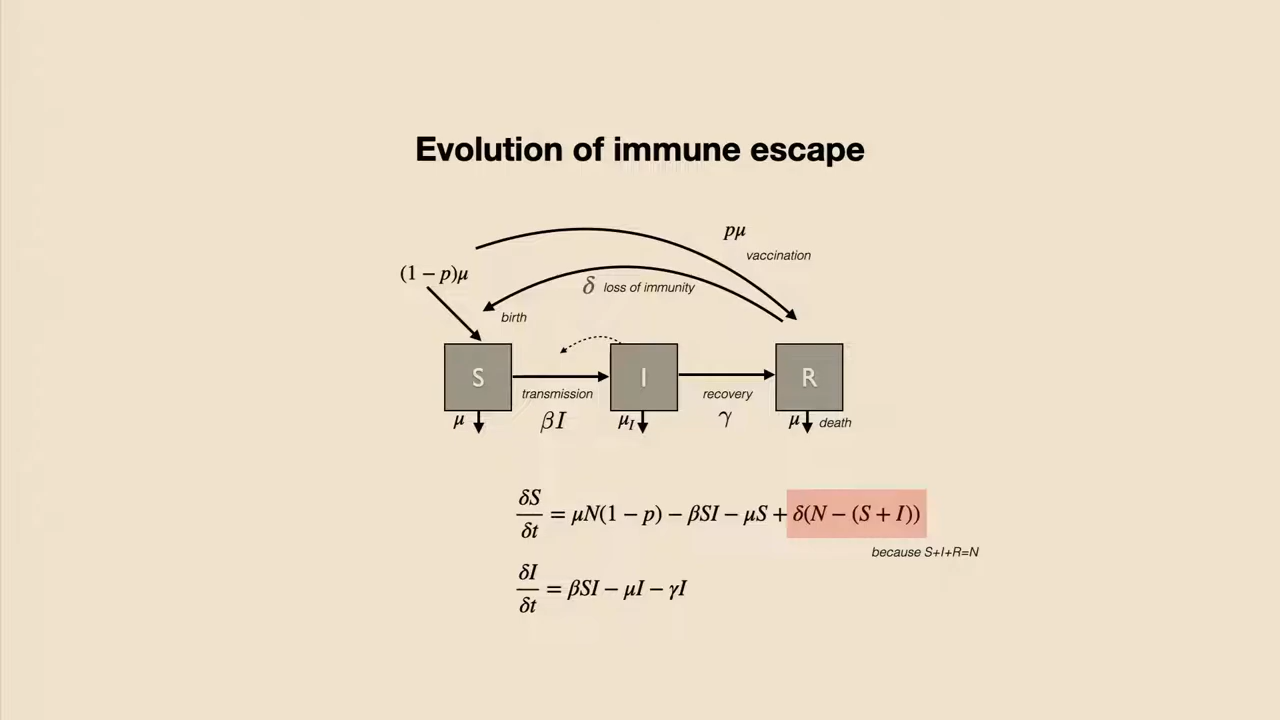 Evolution of immune escape
pμ
vaccination
(1 − p)μ
δ loss of immunity
birth
S
I
R
transmission
recovery
μ
βI
μI
γ
μ
death
δS/δt = μN(1 − p) − βSI − μS + δ(N − (S + I))
because S+I+R=N
δI/δt = βSI − μI − γI